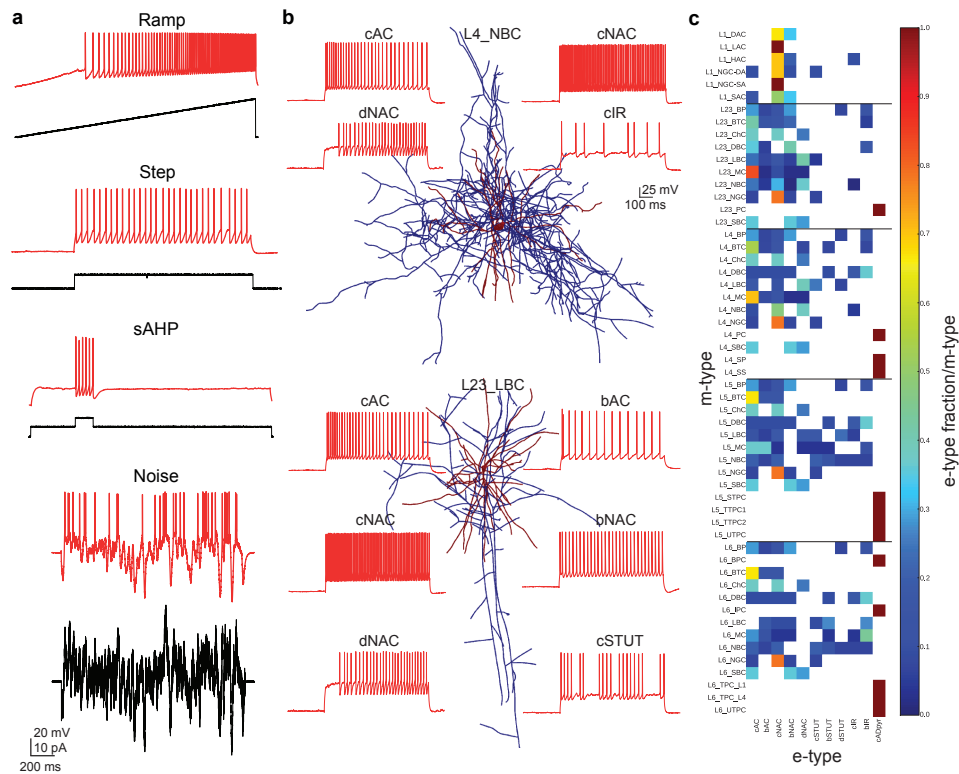 a
Ramp
Step
sAHP
Noise
20 mV
10 pA
200 ms
b
cAC
L4_NBC
cNAC
dNAC
cIR
25 mV
100 ms
L23_LBC
cAC
bAC
cNAC
bNAC
dNAC
cSTUT
c
m-type
L1_DAC
L1_LAC
L1_HAC
L1_NGC-DA
L1_NGC-SA
L1_SAC
L23_BP
L23_BTC
L23_ChC
L23_DBC
L23_LBC
L23_MC
L23_NBC
L23_NGC
L23_PC
L23_SBC
L4_BP
L4_BTC
L4_ChC
L4_DBC
L4_LBC
L4_MC
L4_NBC
L4_NGC
L4_PC
L4_SBC
L4_SP
L4_SS
L5_BP
L5_BTC
L5_ChC
L5_DBC
L5_LBC
L5_MC
L5_NBC
L5_NGC
L5_SBC
L5_STPC
L5_TTPC1
L5_TTPC2
L5_UTPC
L6_BP
L6_BPC
L6_BTC
L6_ChC
L6_DBC
L6_IPC
L6_LBC
L6_MC
L6_NBC
L6_NGC
L6_SBC
L6_TPC_L1
L6_TPC_L4
L6_UTPC
cAC
bAC
cNAC
bNAC
dNAC
cSTUT
bSTUT
dSTUT
cIR
bIR
cADpyr
e-type
1.0
0.9
0.8
0.7
0.6
0.5
0.4
0.3
0.2
0.1
0.0
e-type fraction/m-type